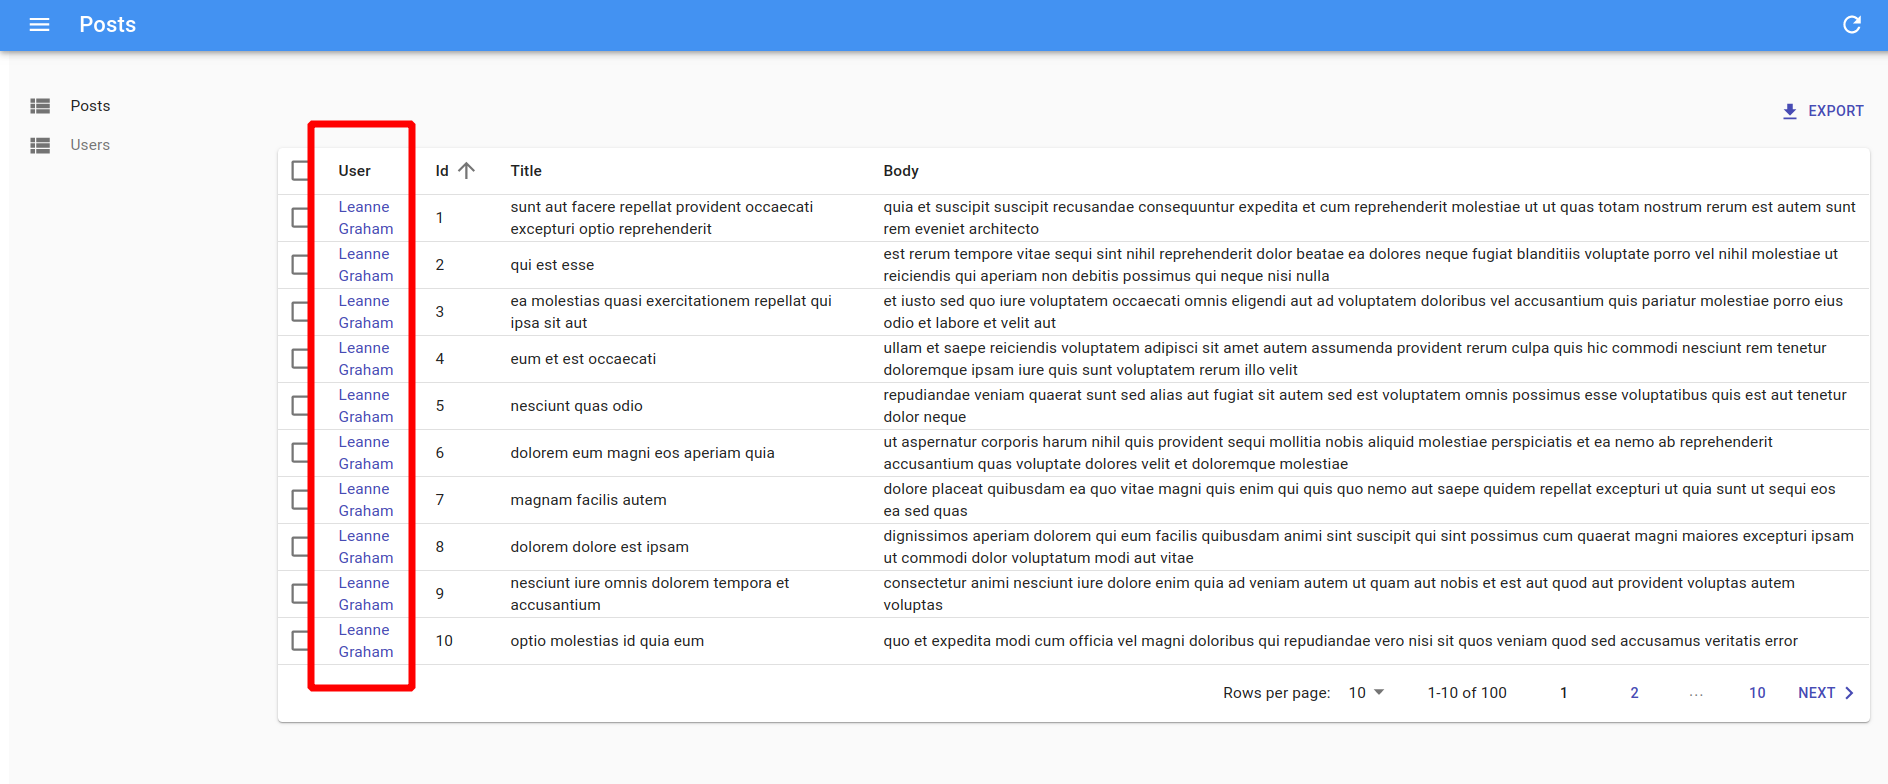 Posts
Posts
Users
EXPORT
User Id Title Body
Leanne Graham 1 sunt aut facere repellat provident occaecati excepturi optio reprehenderit quia et suscipit suscipit recusandae consequuntur expedita et cum reprehenderit molestiae ut ut quas totam nostrum rerum est autem sunt rem eveniet architecto
Leanne Graham 2 qui est esse est rerum tempore vitae sequi sint nihil reprehenderit dolor beatae ea dolores neque fugiat blanditiis voluptate porro vel nihil molestiae ut reiciendis qui aperiam non debitis possimus qui neque nisi nulla
Leanne Graham 3 ea molestias quasi exercitationem repellat qui ipsa sit aut et iusto sed quo iure voluptatem occaecati omnis eligendi aut ad voluptatem doloribus vel accusantium quis pariatur molestiae porro eius odio et labore et velit aut
Leanne Graham 4 eum et est occaecati ullam et saepe reiciendis voluptatem adipisci sit amet autem assumenda provident rerum culpa quis hic commodi nesciunt rem tenetur doloremque ipsam iure quis sunt voluptatem rerum illo velit
Leanne Graham 5 nesciunt quas odio repudiandae veniam quaerat sunt sed alias aut fugiat sit autem sed est voluptatem omnis possimus esse voluptatibus quis est aut tenetur dolor neque
Leanne Graham 6 dolorem eum magni eos aperiam quia ut aspernatur corporis harum nihil quis provident sequi mollitia nobis aliquid molestiae perspiciatis et ea nemo ab reprehenderit accusantium quas voluptate dolores velit et doloremque molestiae
Leanne Graham 7 magnam facilis autem dolore placeat quibusdam ea quo vitae magni quis enim qui quis quo nemo aut saepe quidem repellat excepturi ut quia sunt ut sequi eos ea sed quas
Leanne Graham 8 dolorem dolore est ipsam dignissimos aperiam dolorem qui eum facilis quibusdam animi sint suscipit qui sint possimus cum quaerat magni maiores excepturi ipsam ut commodi dolor voluptatum modi aut vitae
Leanne Graham 9 nesciunt iure omnis dolorem tempora et accusantium consectetur animi nesciunt iure dolore enim quia ad veniam autem ut quam aut nobis et est aut quod aut provident voluptas autem voluptas
Leanne Graham 10 optio molestias id quia eum quo et expedita modi cum officia vel magni doloribus qui repudiandae vero nisi sit quos veniam quod sed accusamus veritatis error
Rows per page: 10 1-10 of 100 1 2 ... 10 NEXT